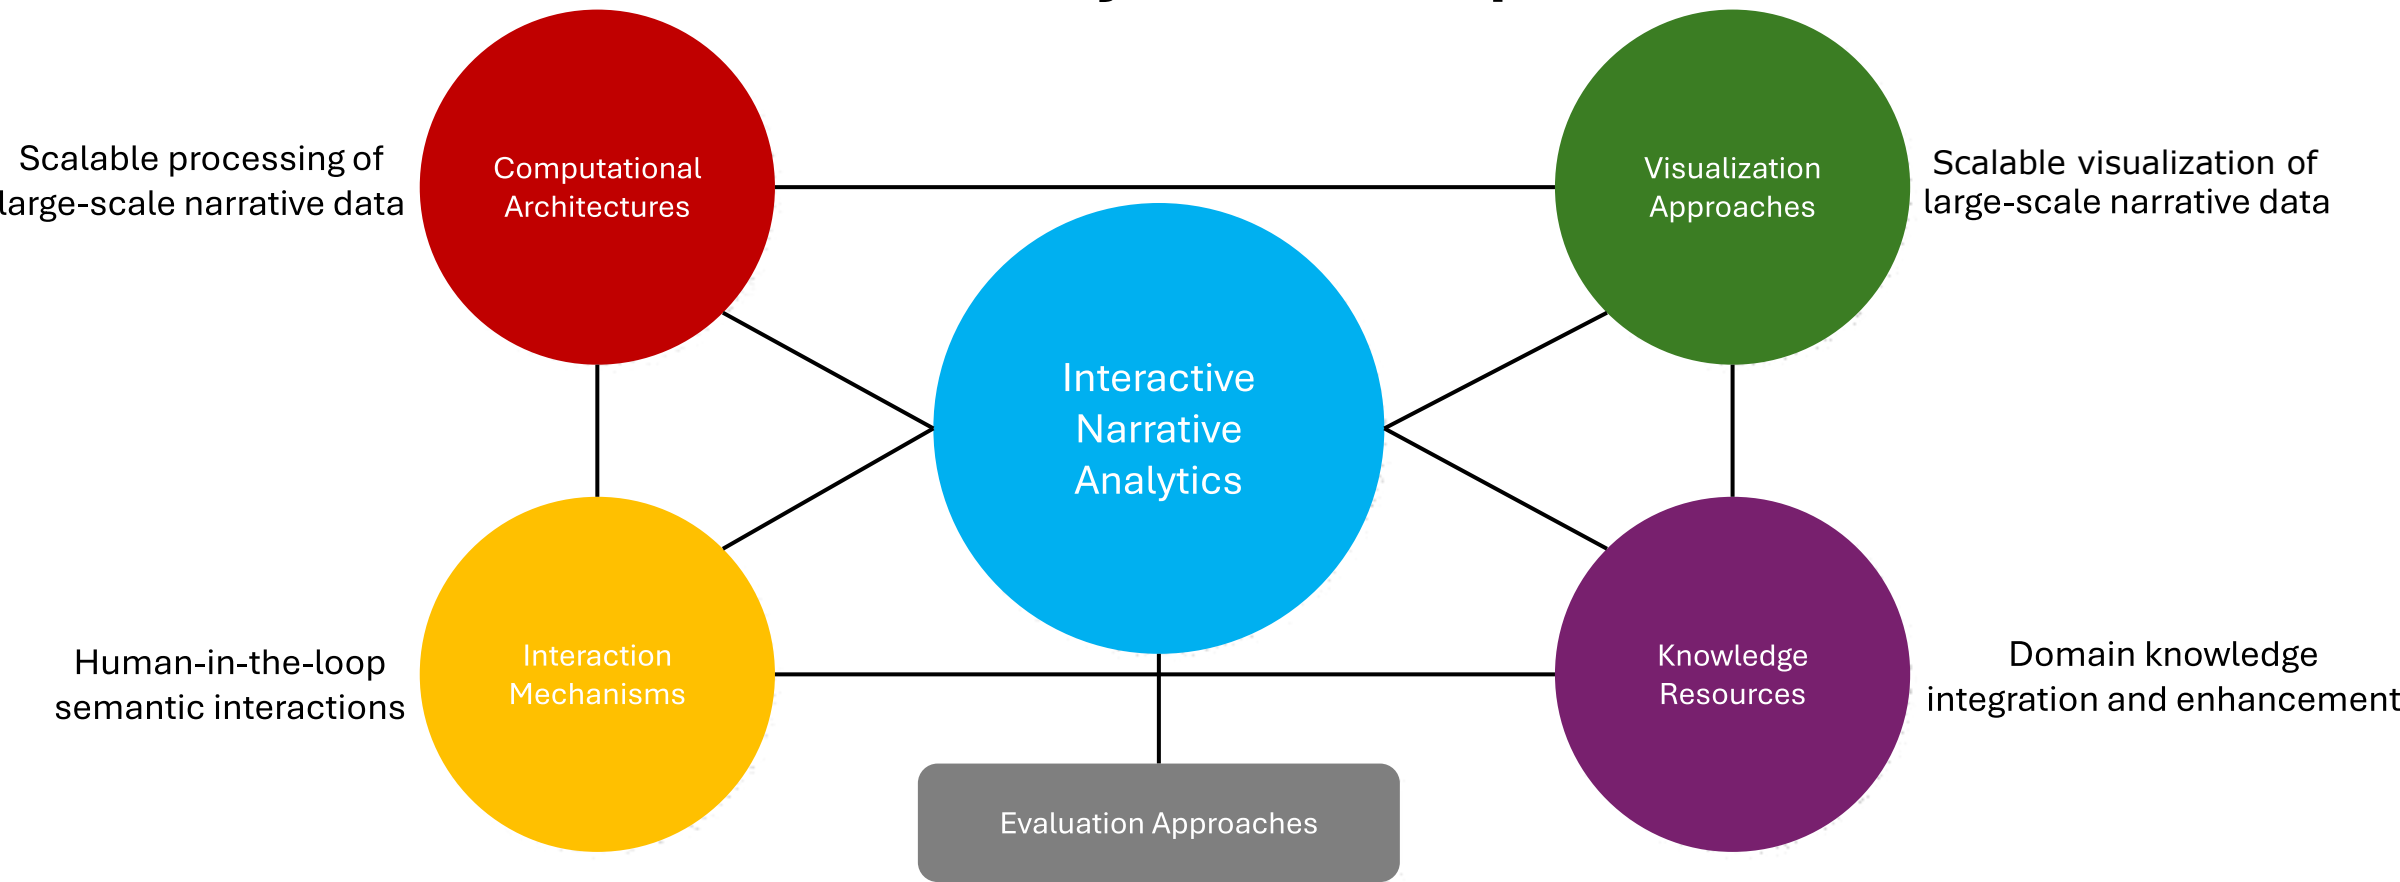 Scalable processing of
large-scale narrative data
Computational
Architectures
Visualization
Approaches
Scalable visualization of
large-scale narrative data
Interactive
Narrative
Analytics
Human-in-the-loop
semantic interactions
Interaction
Mechanisms
Knowledge
Resources
Domain knowledge
integration and enhancement
Evaluation Approaches